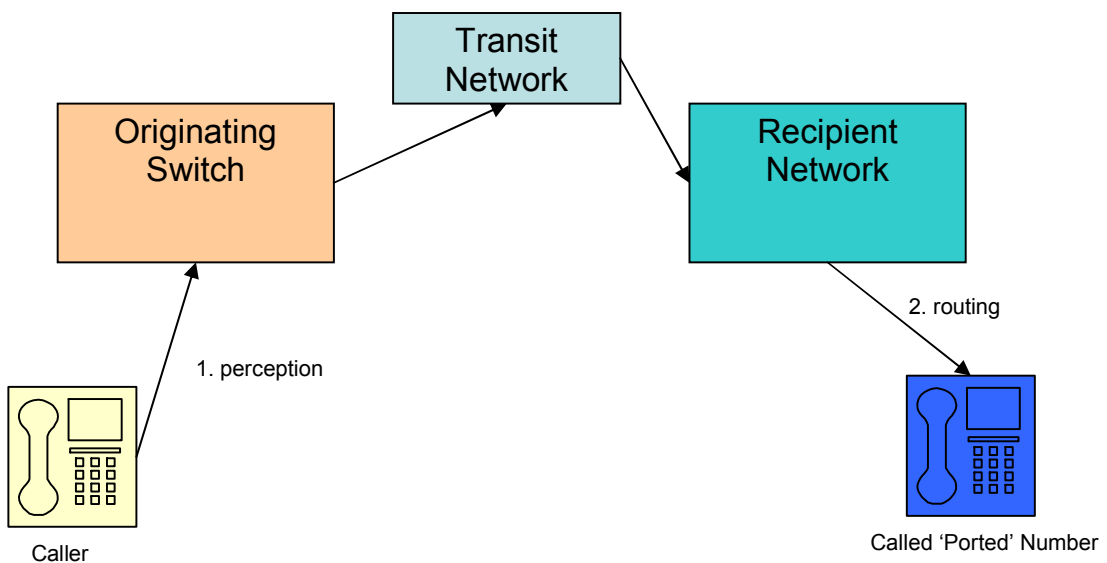 Transit
Network
Originating
Switch
Recipient
Network
2. routing
1. perception
Caller
Called ‘Ported’ Number